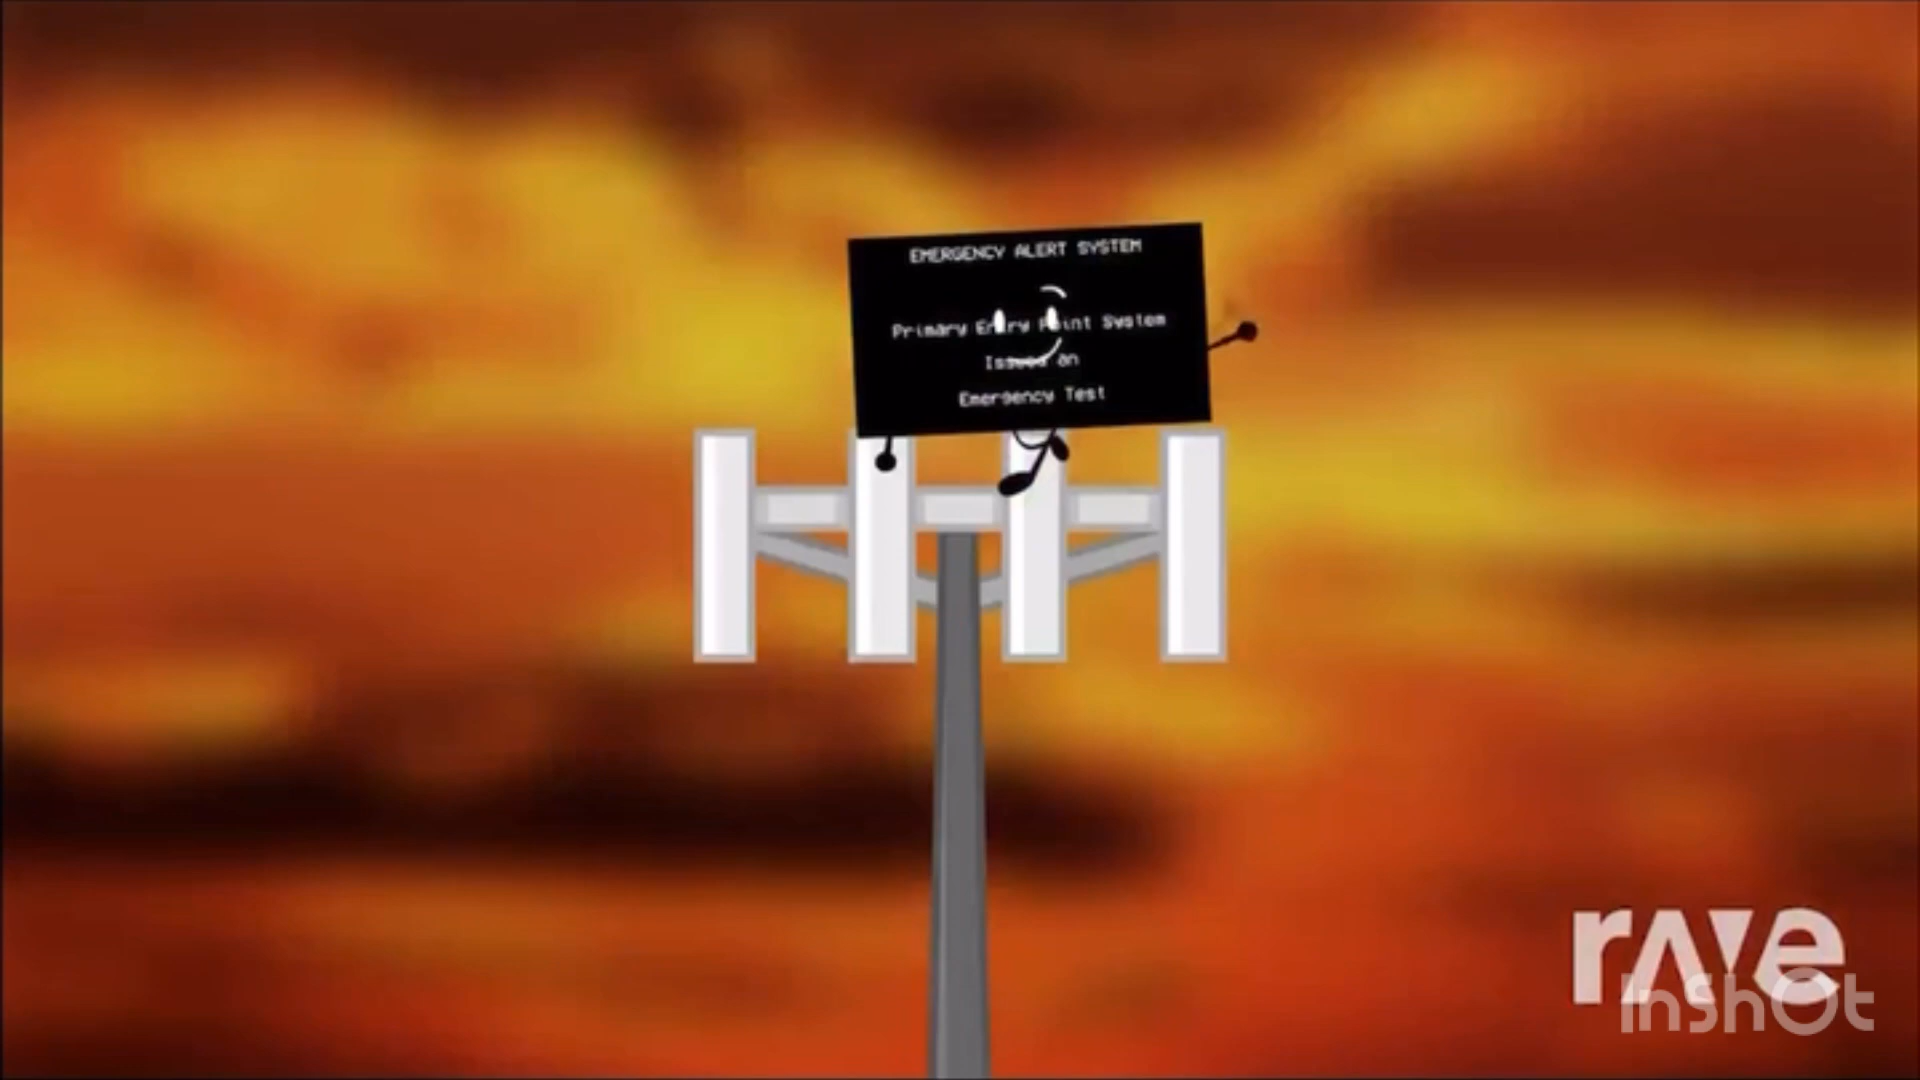 EMERGENCY ALERT SYSTEM
Primary Entry Point System
Issued an
Emergency Test
rave
InShOt